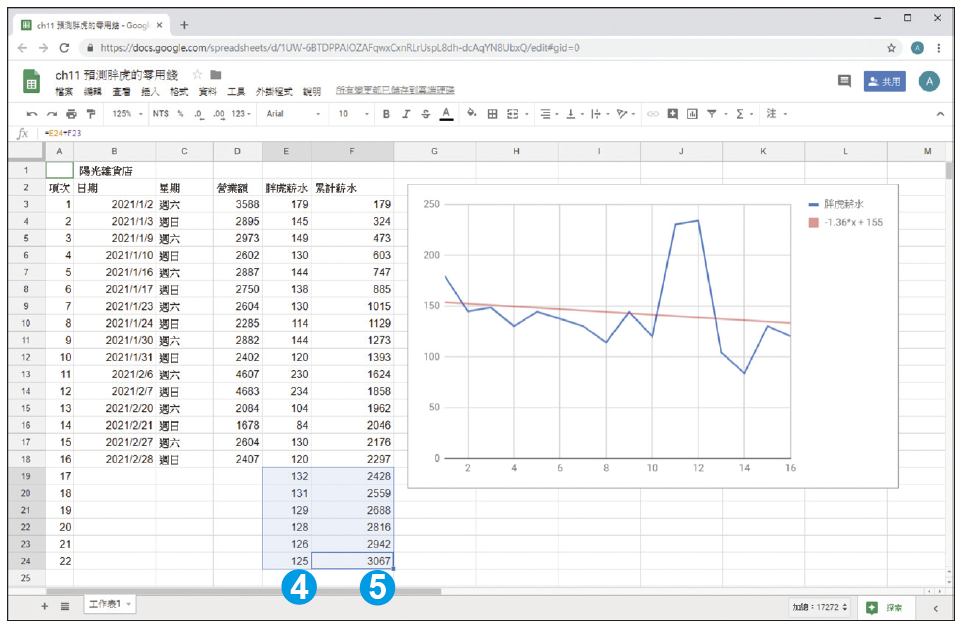 ch11 預測胖虎的零用錢 - Googl × +
https://docs.google.com/spreadsheets/d/1UW-6BTDPPAIOZAFqwxCxnRLrUspL8dh-dcAqYN8UbxQ/edit#gid=0 A
ch11 預測胖虎的零用錢
檔案 編輯 查看 插入 格式 資料 工具 外掛程式 說明 所有變更都已儲存到雲端硬碟 共用 A
125% NT$ % .0 .00 123 Arial 10 B I S A 注
fx =E24+F23
A B C D E F G H I J K L M
1 陽光雜貨店
2 項次 日期 星期 營業額 胖虎薪水 累計薪水
3 1 2021/1/2 週六 3588 179 179
4 2 2021/1/3 週日 2895 145 324
5 3 2021/1/9 週六 2973 149 473
6 4 2021/1/10 週日 2602 130 603
7 5 2021/1/16 週六 2887 144 747
8 6 2021/1/17 週日 2750 138 885
9 7 2021/1/23 週六 2604 130 1015
10 8 2021/1/24 週日 2285 114 1129
11 9 2021/1/30 週六 2882 144 1273
12 10 2021/1/31 週日 2402 120 1393
13 11 2021/2/6 週六 4607 230 1624
14 12 2021/2/7 週日 4683 234 1858
15 13 2021/2/20 週六 2084 104 1962
16 14 2021/2/21 週日 1678 84 2046
17 15 2021/2/27 週六 2604 130 2176
18 16 2021/2/28 週日 2407 120 2297
19 17 132 2428
20 18 131 2559
21 19 129 2688
22 20 128 2816
23 21 126 2942
24 22 125 3067
25
4 5
250
200
150
100
50
0
2 4 6 8 10 12 14 16
胖虎薪水
-1.36*x + 155
+ 工作表1 加總：17272 探索